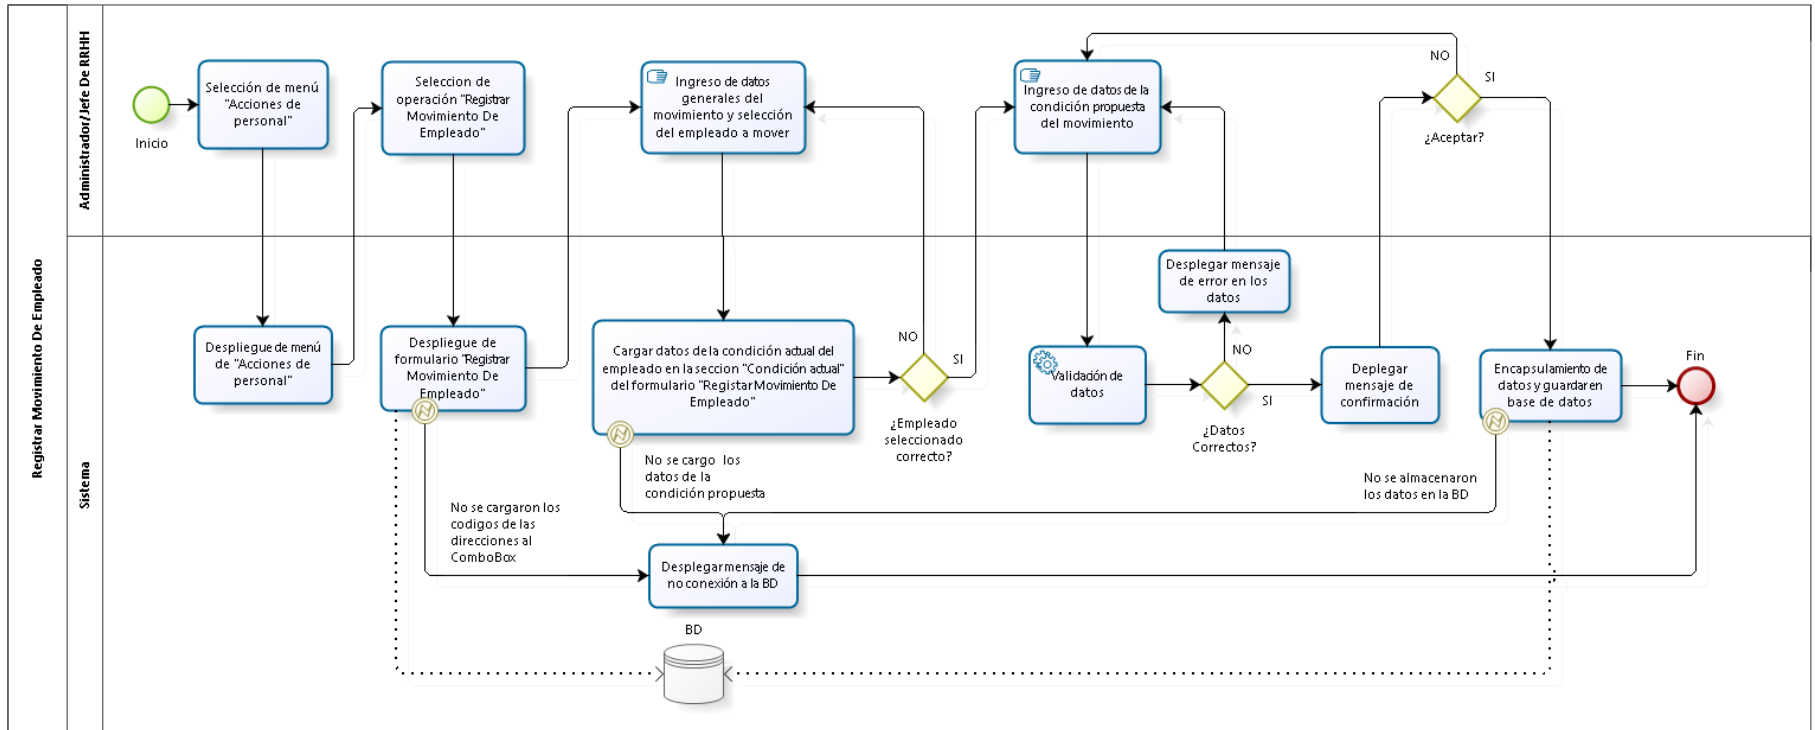 Registrar Movimiento De Empleado
Administrador/Jefe De RRHH
Inicio
Selección de menú
"Acciones de
personal"
Seleccion de
operación "Registrar
Movimiento De
Empleado"
Ingreso de datos
generales del
movimiento y selección
del empleado a mover
Ingreso de datos de la
condición propuesta
del movimiento
NO
SI
¿Aceptar?
Sistema
Despliegue de menú
de "Acciones de
personal"
Despliegue de
formulario "Registrar
Movimiento De
Empleado"
Cargar datos de la condición actual del
empleado en la seccion "Condición actual"
del formulario "Registar Movimiento De
Empleado"
NO
SI
¿Empleado
seleccionado
correcto?
Desplegar mensaje
de error en los
datos
Validación de
datos
NO
SI
¿Datos
Correctos?
Deplegar
mensaje de
confirmación
Encapsulamiento de
datos y guardar en
base de datos
Fin
No se cargo los
datos de la
condición propuesta
No se almacenaron
los datos en la BD
No se cargaron los
codigos de las
direcciones al
ComboBox
Desplegar mensaje de
no conexión a la BD
BD